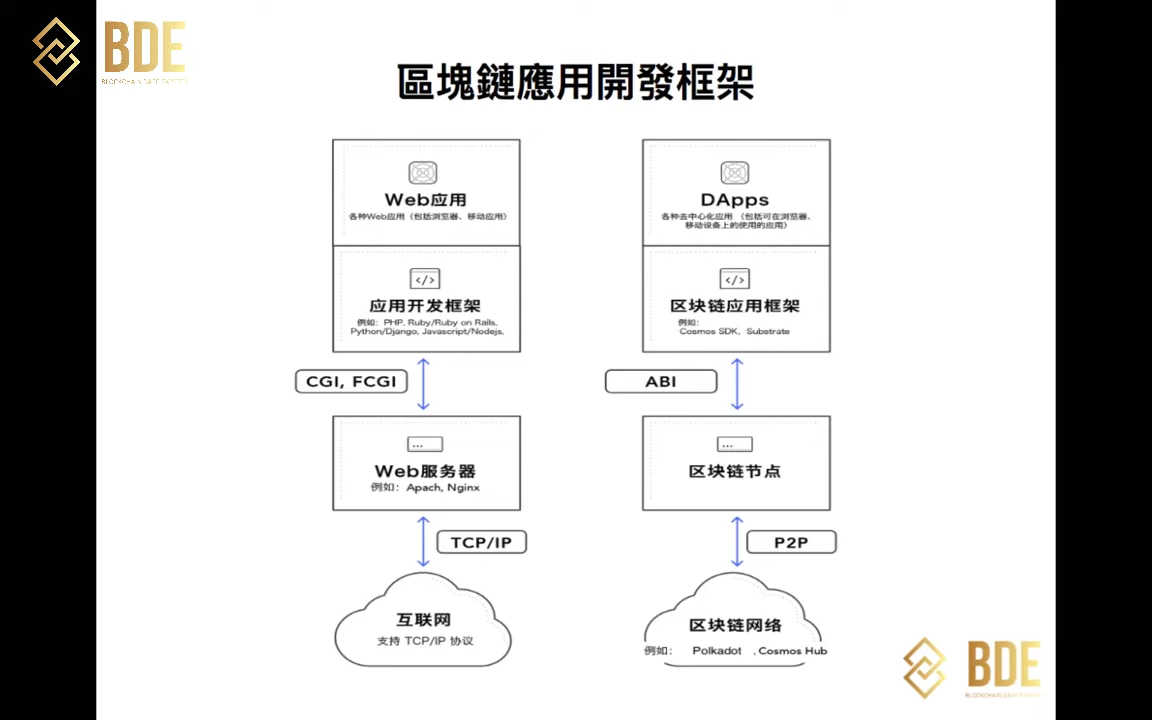 BDE
BLOCKCHAIN DAPP EXPERTS
區塊鏈應用開發框架
Web应用
各种Web应用（包括浏览器、移动应用）
应用开发框架
例如：PHP, Ruby/Ruby on Rails,
Python/Django, Javascript/Nodejs,
CGI, FCGI
Web服务器
例如：Apach, Nginx
TCP/IP
互联网
支持 TCP/IP 协议
DApps
各种去中心化应用 （包括可在浏览器、
移动设备上的使用的应用）
区块链应用框架
例如：
Cosmos SDK, Substrate
ABI
区块链节点
P2P
区块链网络
例如： Polkadot , Cosmos Hub
BDE